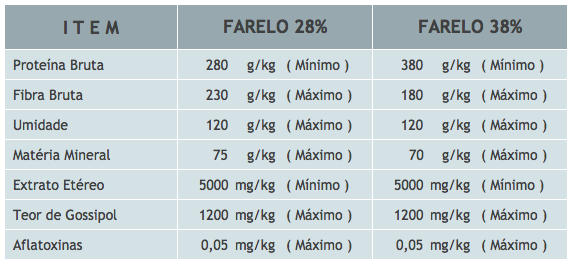 I T E M FARELO 28% FARELO 38%
Proteína Bruta 280 g/kg ( Mínimo ) 380 g/kg ( Mínimo )
Fibra Bruta 230 g/kg ( Máximo ) 180 g/kg ( Máximo )
Umidade 120 g/kg ( Máximo ) 120 g/kg ( Máximo )
Matéria Mineral 75 g/kg ( Máximo ) 70 g/kg ( Máximo )
Extrato Etéreo 5000 mg/kg ( Mínimo ) 5000 mg/kg ( Mínimo )
Teor de Gossipol 1200 mg/kg ( Máximo ) 1200 mg/kg ( Máximo )
Aflatoxinas 0,05 mg/kg ( Máximo ) 0,05 mg/kg ( Máximo )